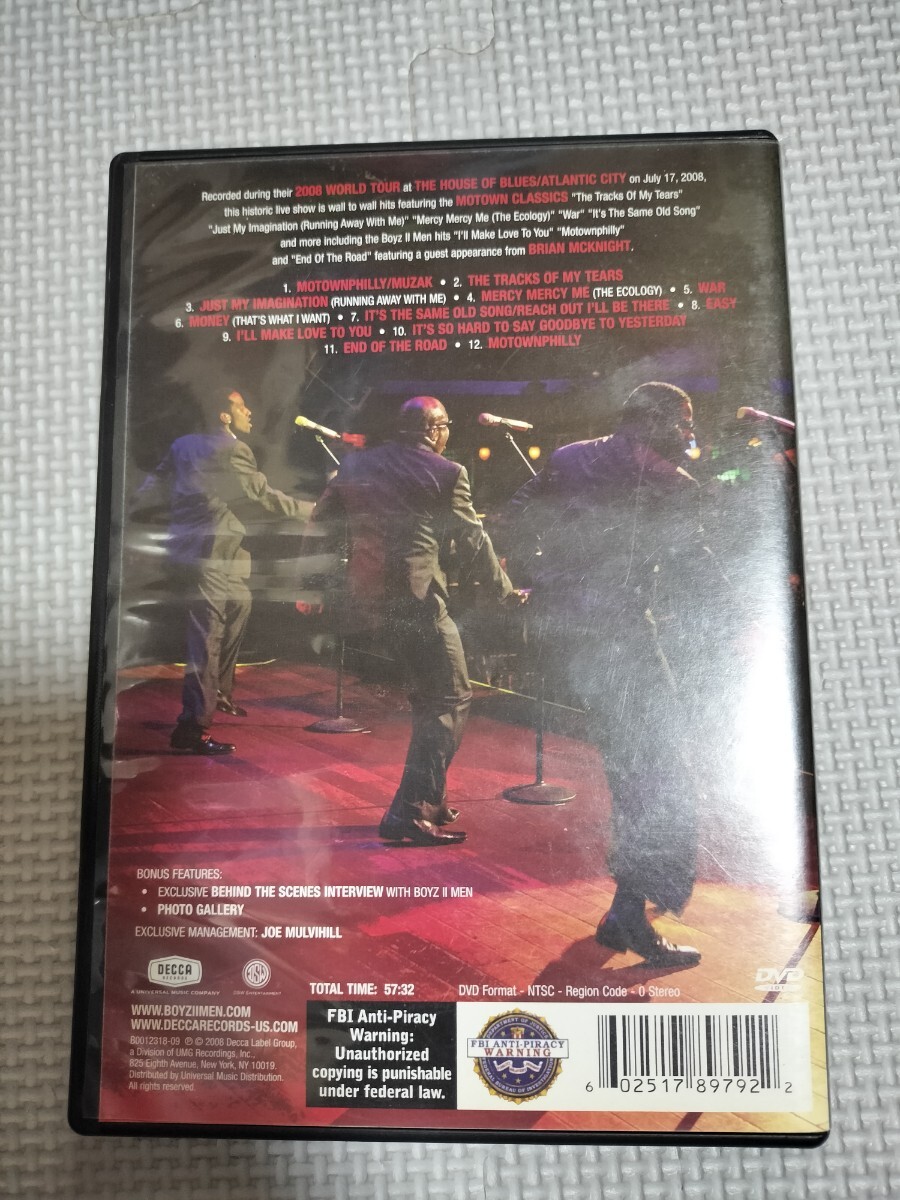 Recorded during their 2008 WORLD TOUR at THE HOUSE OF BLUES/ATLANTIC CITY on July 17, 2008,
this historic live show is wall to wall hits featuring the MOTOWN CLASSICS "The Tracks Of My Tears"
"Just My Imagination (Running Away With Me)" "Mercy Mercy Me (The Ecology)" "War" "It's The Same Old Song"
and more including the Boyz II Men hits "I'll Make Love To You" "Motownphilly"
and "End Of The Road" featuring a guest appearance from BRIAN MCKNIGHT.
1. MOTOWNPHILLY/MUZAK • 2. THE TRACKS OF MY TEARS
3. JUST MY IMAGINATION (RUNNING AWAY WITH ME) • 4. MERCY MERCY ME (THE ECOLOGY) • 5. WAR
6. MONEY (THAT'S WHAT I WANT) • 7. IT'S THE SAME OLD SONG/REACH OUT I'LL BE THERE • 8. EASY
9. I'LL MAKE LOVE TO YOU • 10. IT'S SO HARD TO SAY GOODBYE TO YESTERDAY
11. END OF THE ROAD • 12. MOTOWNPHILLY
BONUS FEATURES:
• EXCLUSIVE BEHIND THE SCENES INTERVIEW WITH BOYZ II MEN
• PHOTO GALLERY
EXCLUSIVE MANAGEMENT: JOE MULVIHILL
DECCA
RECORDS
A UNIVERSAL MUSIC COMPANY
TOTAL TIME: 57:32
DVD Format - NTSC - Region Code - 0 Stereo
DVD
WWW.BOYZIIMEN.COM
WWW.DECCARECORDS-US.COM
B0012318-09 ℗ © 2008 Decca Label Group,
a Division of UMG Recordings, Inc.,
825 Eighth Avenue, New York, NY 10019.
Distributed by Universal Music Distribution.
All rights reserved.
FBI Anti-Piracy
Warning:
Unauthorized
copying is punishable
under federal law.
DEPARTMENT OF JUSTICE
FBI ANTI-PIRACY
WARNING
FEDERAL BUREAU OF INVESTIGATION
6 02517 89792 2